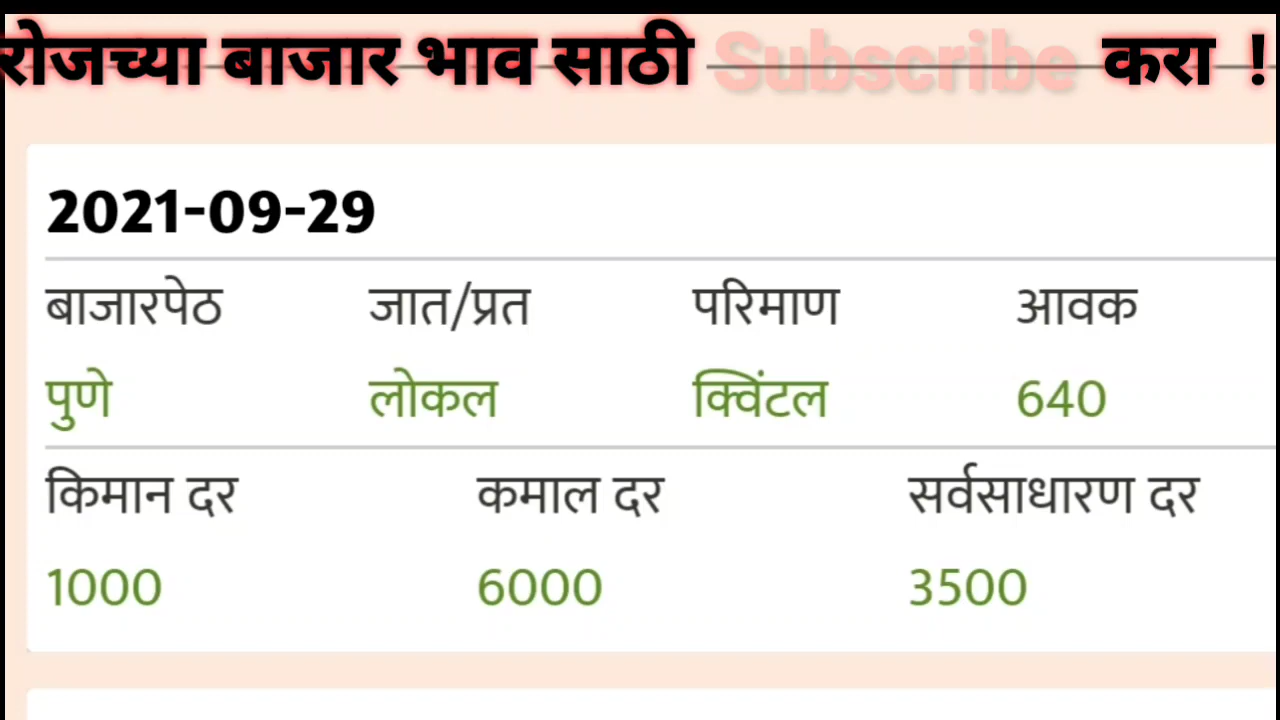 रोजच्या बाजार भाव साठी Subscribe करा !
2021-09-29
बाजारपेठ जात/प्रत परिमाण आवक
पुणे लोकल क्विंटल 640
किमान दर कमाल दर सर्वसाधारण दर
1000 6000 3500